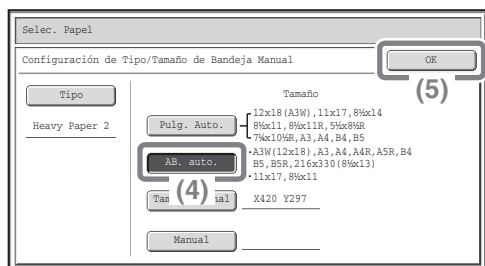 Selec. Papel
Configuración de Tipo/Tamaño de Bandeja Manual
OK
(5)
Tipo
Tamaño
Heavy Paper 2
Pulg. Auto.
12x18(A3W),11x17,8½x14
8½x11,8½x11R,5½x8½R
7¼x10½R,A3,A4,B4,B5
AB. auto.
•A3W(12x18),A3,A4,A4R,A5R,B4
B5,B5R,216x330(8½x13)
•11x17,8½x11
(4)
X420 Y297
Manual